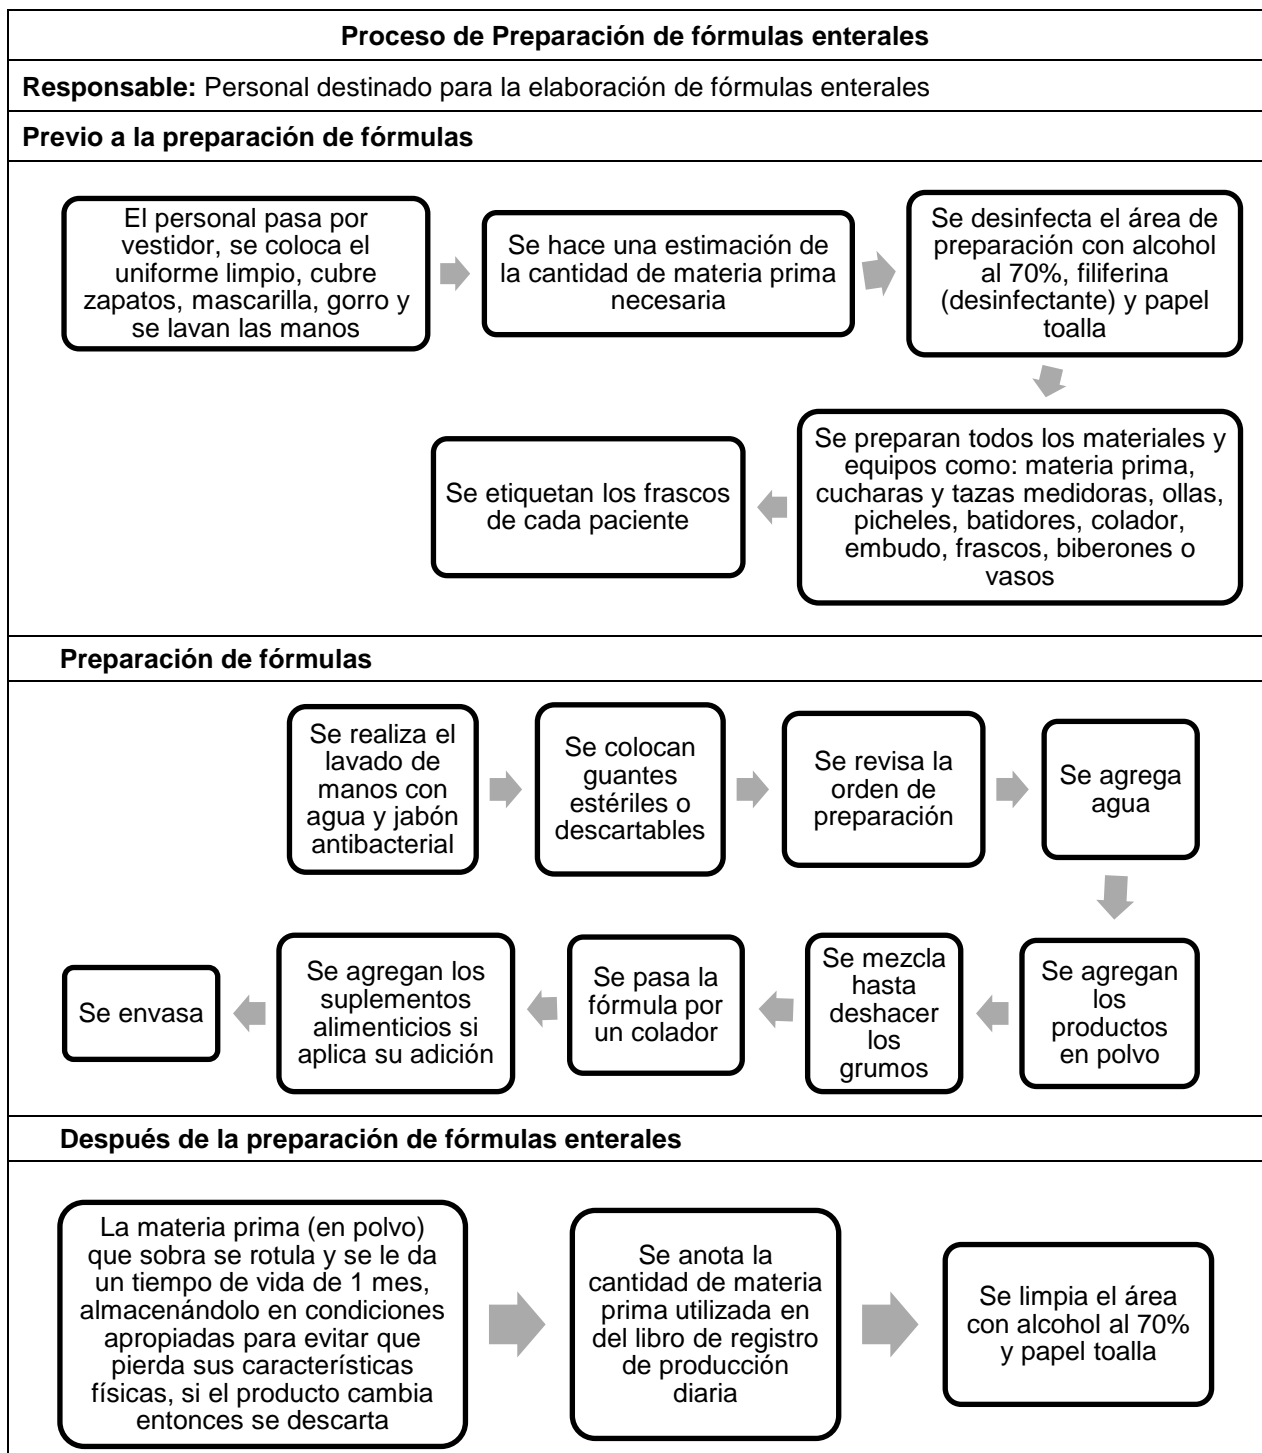 Proceso de Preparación de fórmulas enterales
Responsable: Personal destinado para la elaboración de fórmulas enterales
Previo a la preparación de fórmulas
El personal pasa por
vestidor, se coloca el
uniforme limpio, cubre
zapatos, mascarilla, gorro y
se lavan las manos
Se hace una estimación de
la cantidad de materia prima
necesaria
Se desinfecta el área de
preparación con alcohol
al 70%, filiferina
(desinfectante) y papel
toalla
Se preparan todos los materiales y
equipos como: materia prima,
cucharas y tazas medidoras, ollas,
picheles, batidores, colador,
embudo, frascos, biberones o
vasos
Se etiquetan los frascos
de cada paciente
Preparación de fórmulas
Se realiza el
lavado de
manos con
agua y jabón
antibacterial
Se colocan
guantes
estériles o
descartables
Se revisa la
orden de
preparación
Se agrega
agua
Se agregan
los
productos
en polvo
Se mezcla
hasta
deshacer
los
grumos
Se pasa la
fórmula por
un colador
Se agregan los
suplementos
alimenticios si
aplica su adición
Se envasa
Después de la preparación de fórmulas enterales
La materia prima (en polvo)
que sobra se rotula y se le da
un tiempo de vida de 1 mes,
almacenándolo en condiciones
apropiadas para evitar que
pierda sus características
físicas, si el producto cambia
entonces se descarta
Se anota la
cantidad de materia
prima utilizada en
del libro de registro
de producción
diaria
Se limpia el área
con alcohol al 70%
y papel toalla